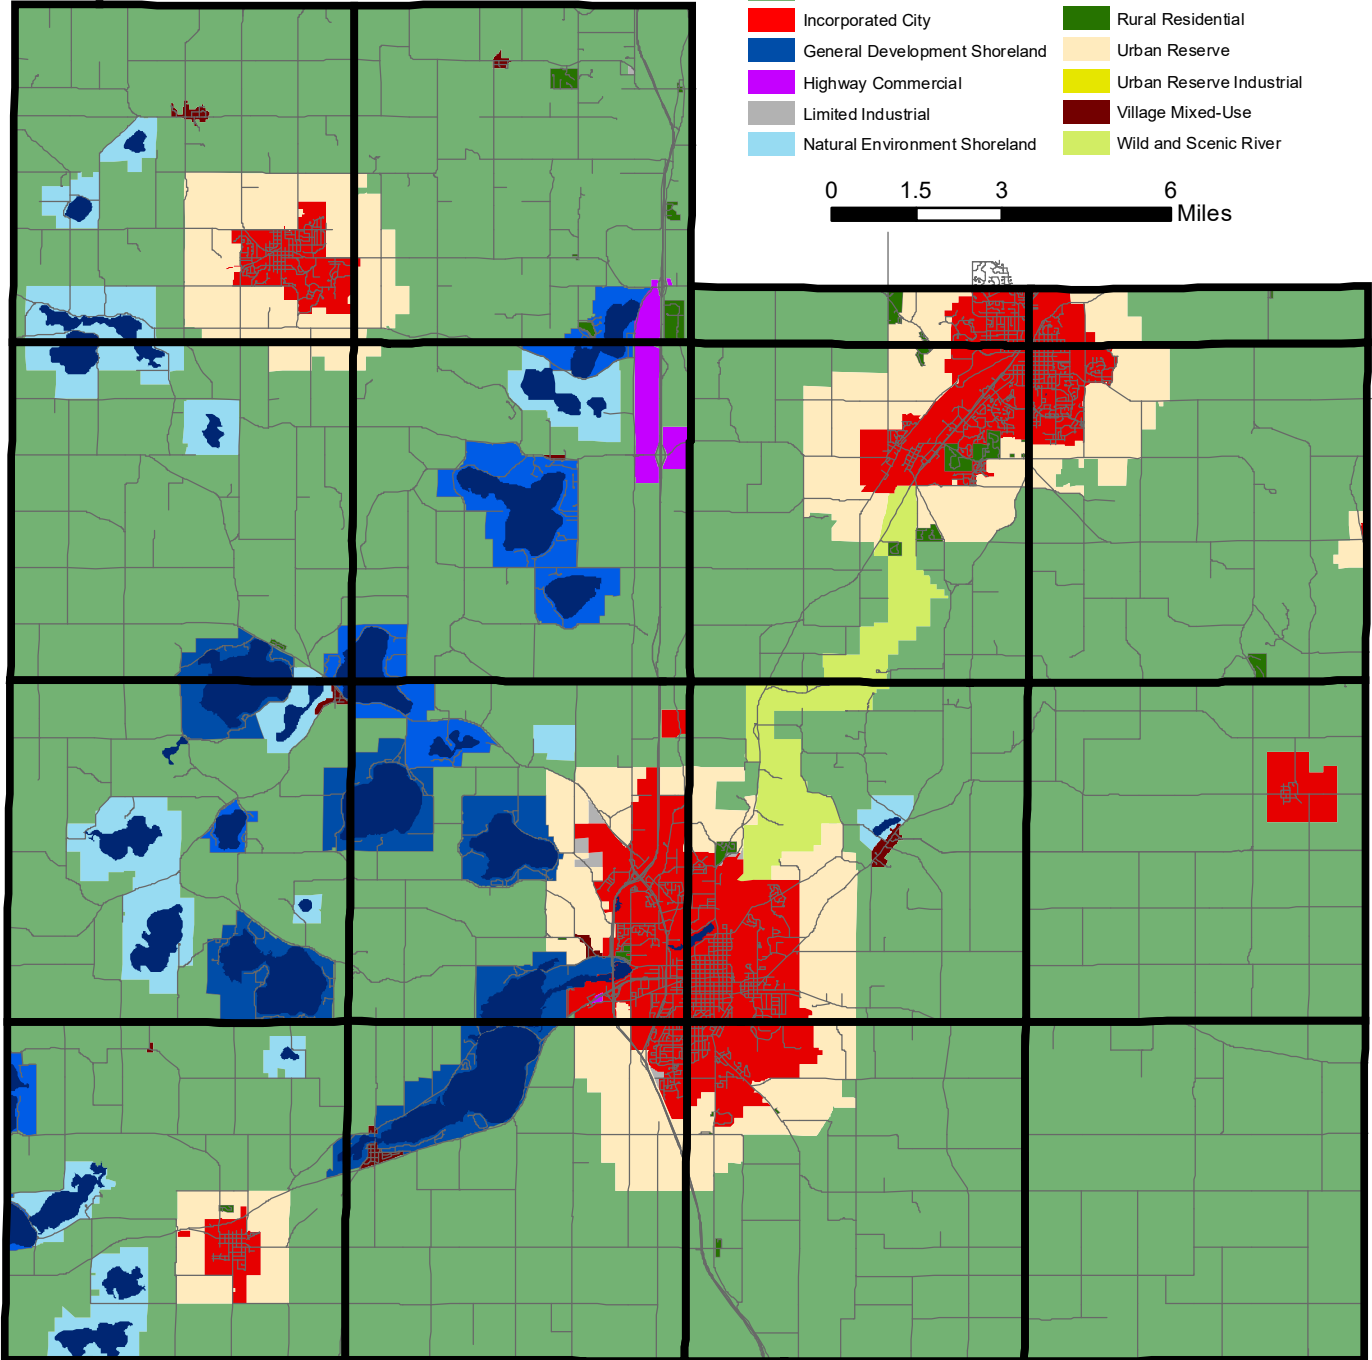 Incorporated City
General Development Shoreland
Highway Commercial
Limited Industrial
Natural Environment Shoreland
Rural Residential
Urban Reserve
Urban Reserve Industrial
Village Mixed-Use
Wild and Scenic River
0 1.5 3 6
Miles